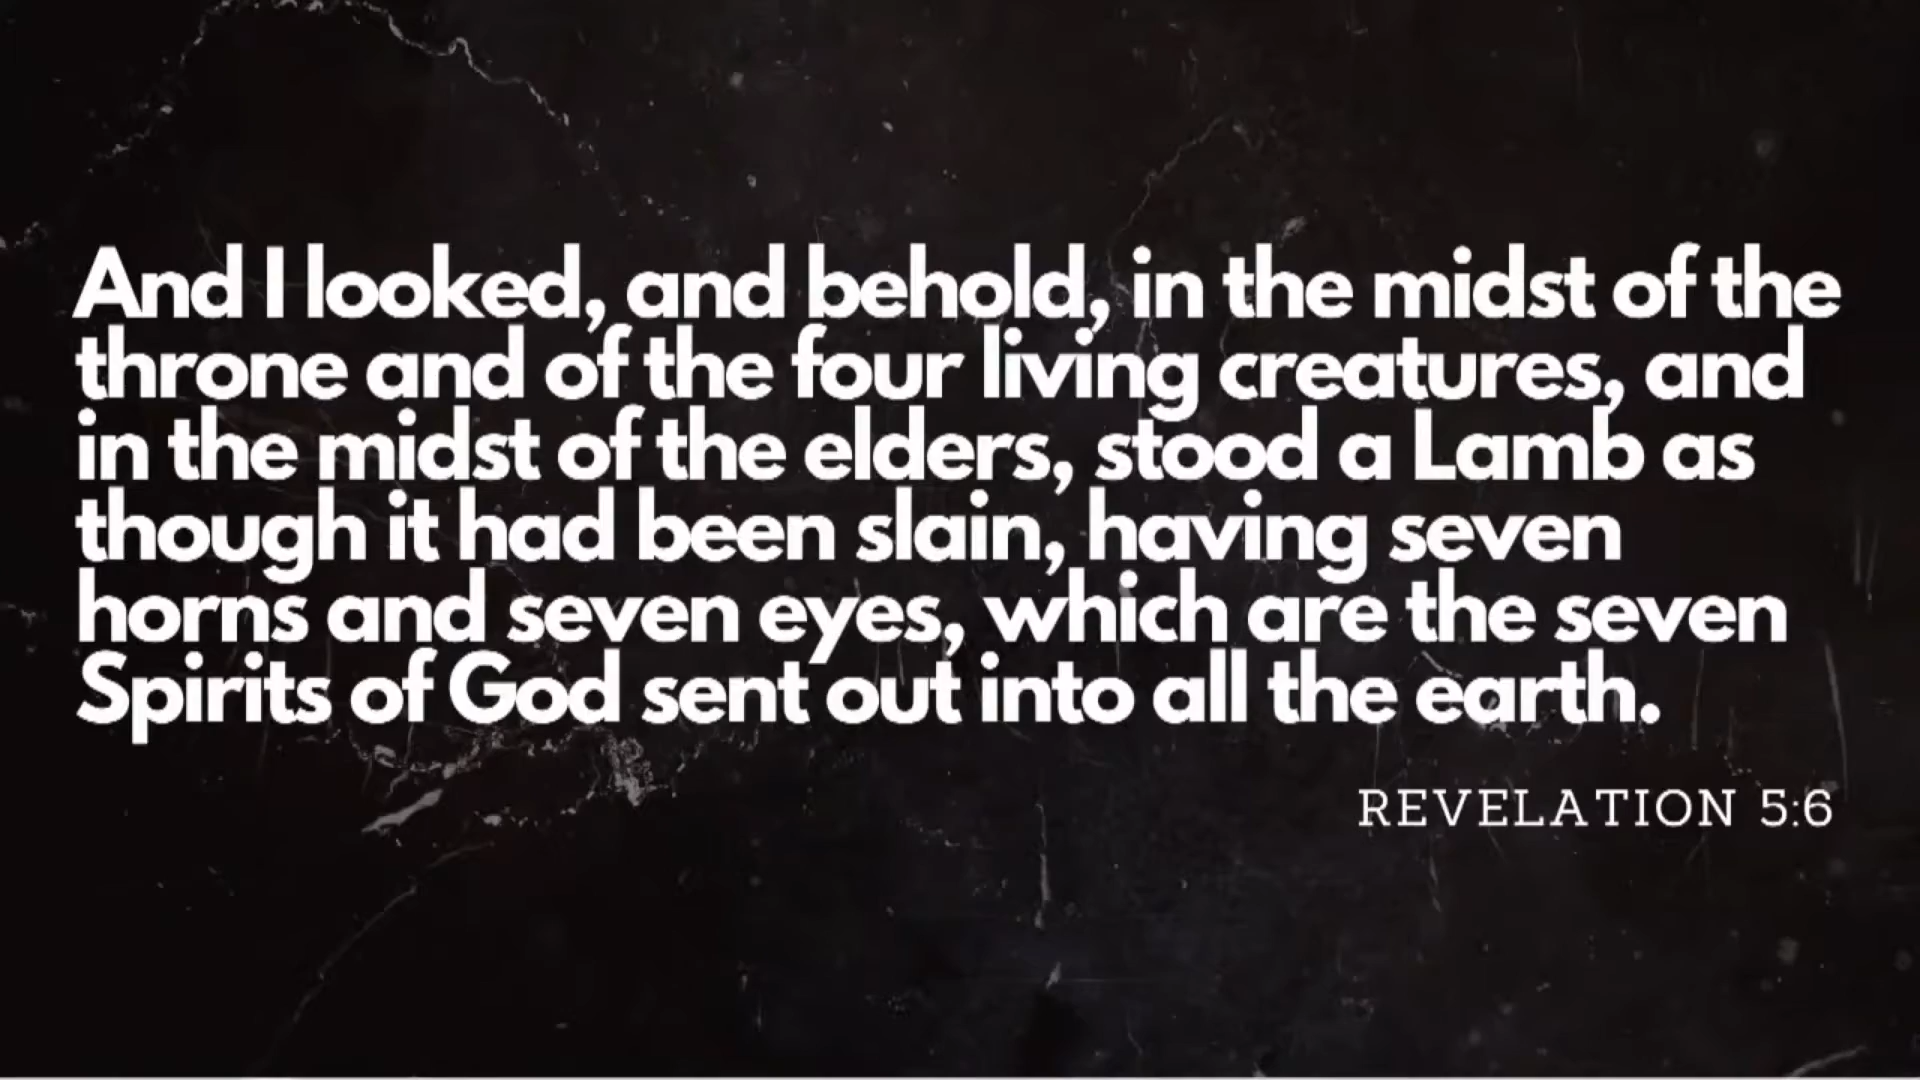 And I looked, and behold, in the midst of the
throne and of the four living creatures, and
in the midst of the elders, stood a Lamb as
though it had been slain, having seven
horns and seven eyes, which are the seven
Spirits of God sent out into all the earth.
REVELATION 5:6